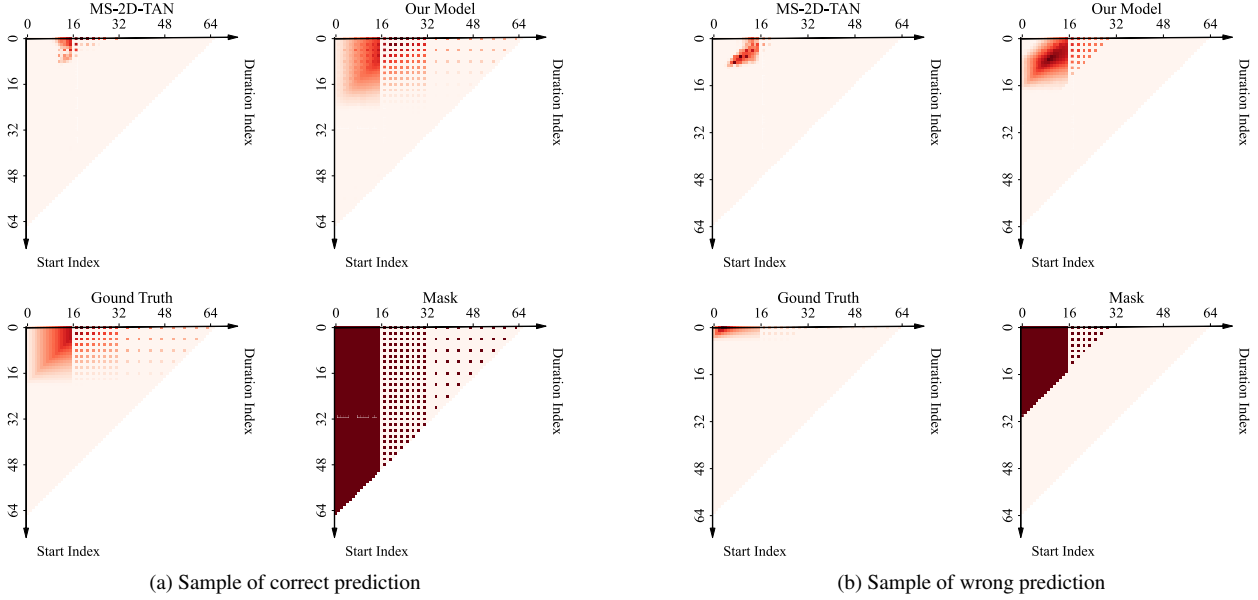 MS-2D-TAN
0 16 32 48 64
0
16
32
48
64
Duration Index
Start Index
Our Model
0 16 32 48 64
0
16
32
48
64
Duration Index
Start Index
Gound Truth
0 16 32 48 64
0
16
32
48
64
Duration Index
Start Index
Mask
0 16 32 48 64
0
16
32
48
64
Duration Index
Start Index
(a) Sample of correct prediction
MS-2D-TAN
0 16 32 48 64
0
16
32
48
64
Duration Index
Start Index
Our Model
0 16 32 48 64
0
16
32
48
64
Duration Index
Start Index
Gound Truth
0 16 32 48 64
0
16
32
48
64
Duration Index
Start Index
Mask
0 16 32 48 64
0
16
32
48
64
Duration Index
Start Index
(b) Sample of wrong prediction